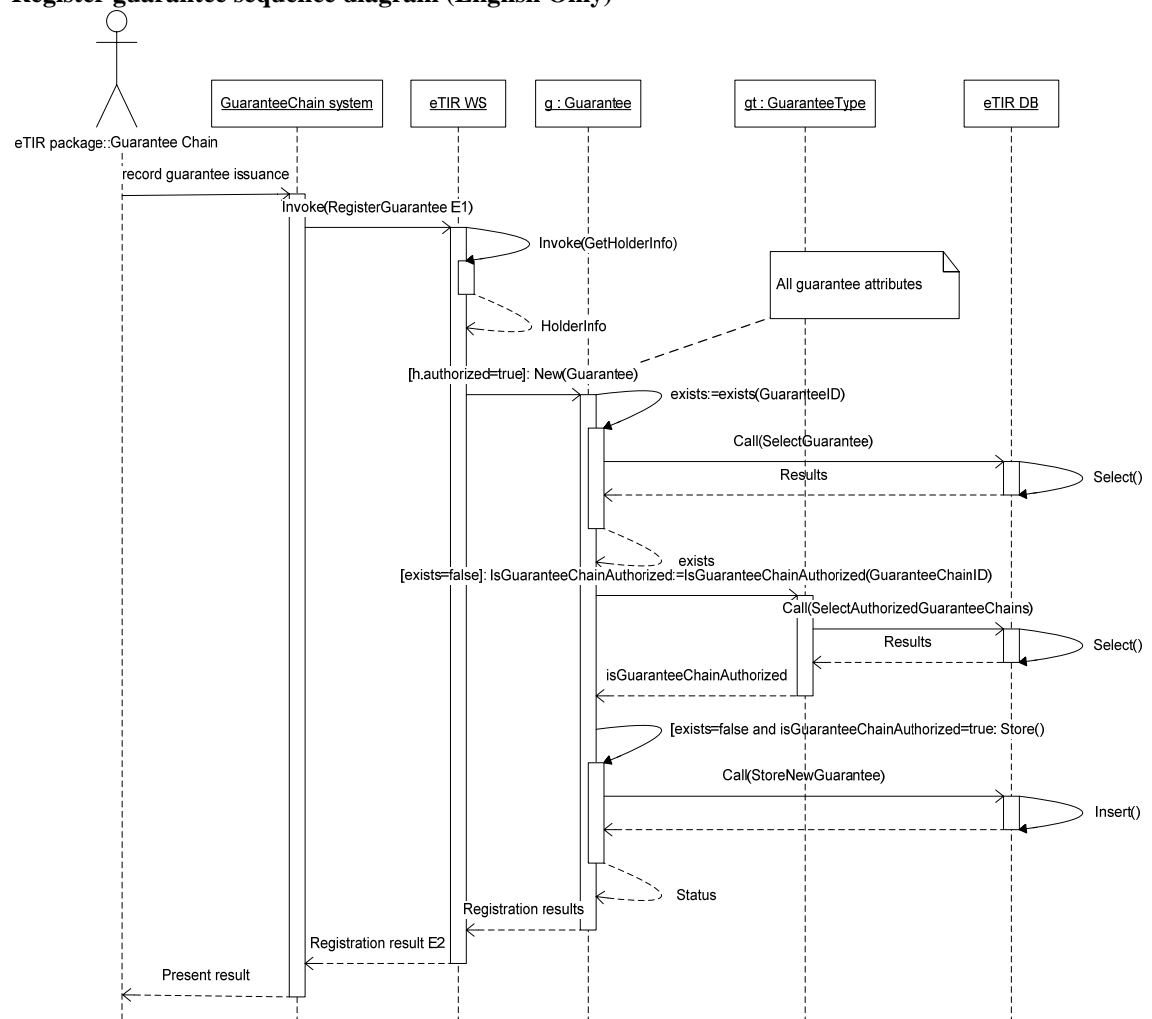 Register guarantee sequence diagram (English Only)
GuaranteeChain system
eTIR WS
g : Guarantee
gt : GuaranteeType
eTIR DB
eTIR package::Guarantee Chain
record guarantee issuance
Invoke(RegisterGuarantee E1)
Invoke(GetHolderInfo)
All guarantee attributes
HolderInfo
[h.authorized=true]: New(Guarantee)
exists:=exists(GuaranteeID)
Call(SelectGuarantee)
Results
Select()
exists
[exists=false]: IsGuaranteeChainAuthorized:=IsGuaranteeChainAuthorized(GuaranteeChainID)
Call(SelectAuthorizedGuaranteeChains)
Results
Select()
isGuaranteeChainAuthorized
[exists=false and isGuaranteeChainAuthorized=true: Store()
Call(StoreNewGuarantee)
Insert()
Status
Registration results
Registration result E2
Present result